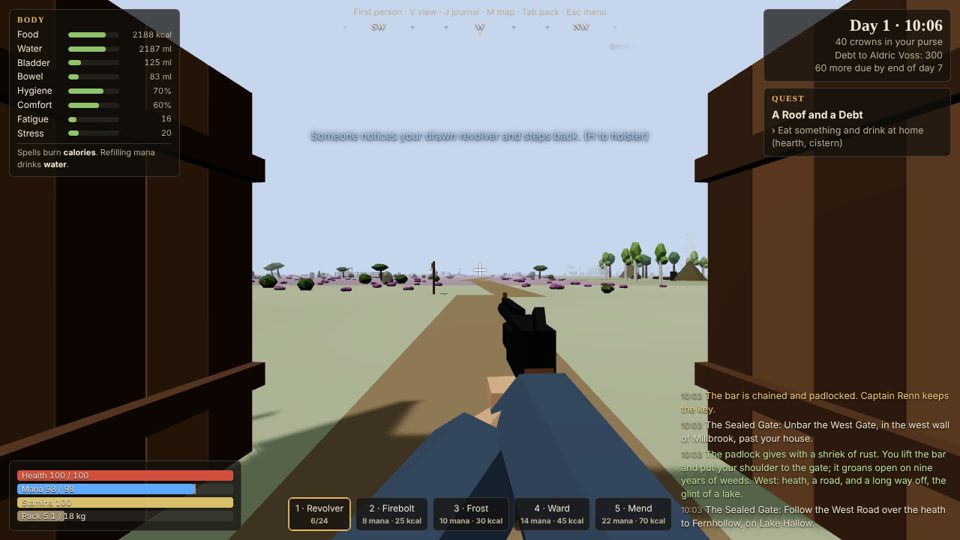 First person · V view · J journal · M map · Tab pack · Esc menu
SW W NW
BODY
Food 2188 kcal
Water 2187 ml
Bladder 125 ml
Bowel 83 ml
Hygiene 70%
Comfort 60%
Fatigue 16
Stress 20
Spells burn calories. Refilling mana
drinks water.
Day 1 · 10:06
40 crowns in your purse
Debt to Aldric Voss: 300
60 more due by end of day 7
QUEST
A Roof and a Debt
› Eat something and drink at home
(hearth, cistern)
Someone notices your drawn revolver and steps back. (H to holster)
10:03 The bar is chained and padlocked. Captain Renn keeps
the key.
10:03 The Sealed Gate: Unbar the West Gate, in the west wall
of Millbrook, past your house.
10:03 The padlock gives with a shriek of rust. You lift the bar
and put your shoulder to the gate; it groans open on nine
years of weeds. West: heath, a road, and a long way off, the
glint of a lake.
10:03 The Sealed Gate: Follow the West Road over the heath
to Fernhollow, on Lake Hallow.
Health 100 / 100
Mana 98 / 98
Stamina 100
Pack 5.1 / 18 kg
1 · Revolver
6/24
2 · Firebolt
8 mana · 25 kcal
3 · Frost
10 mana · 30 kcal
4 · Ward
14 mana · 45 kcal
5 · Mend
22 mana · 70 kcal